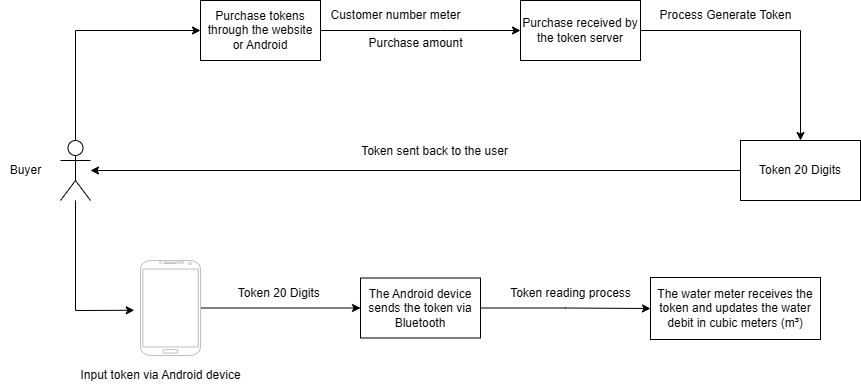 Purchase tokens
through the website
or Android
Customer number meter
Purchase amount
Purchase received by
the token server
Process Generate Token
Token 20 Digits
Token sent back to the user
Buyer
Input token via Android device
Token 20 Digits
The Android device
sends the token via
Bluetooth
Token reading process
The water meter receives the
token and updates the water
debit in cubic meters (m³)